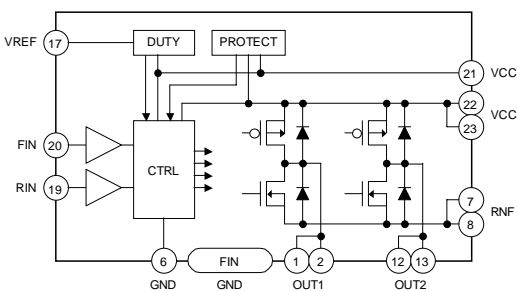 VREF 17 DUTY PROTECT
21 VCC
22 VCC
23
FIN 20
RIN 19 CTRL
7 RNF
8
6 FIN 1 2 12 13
GND GND OUT1 OUT2